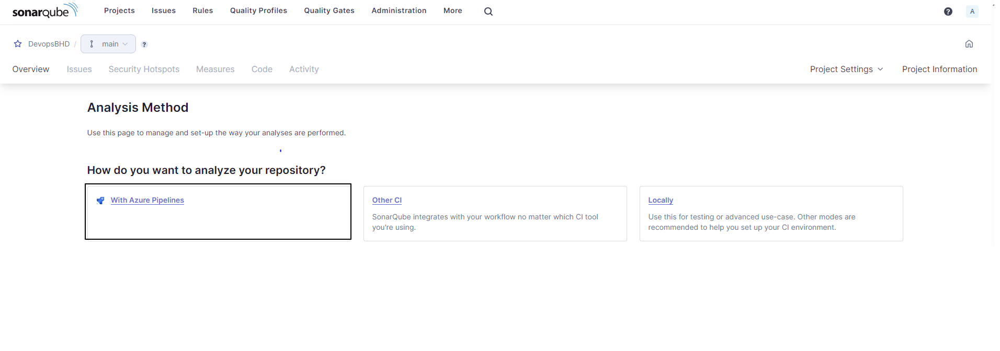 sonarqube Projects Issues Rules Quality Profiles Quality Gates Administration More ? A
DevopsBHD / main ?
Overview Issues Security Hotspots Measures Code Activity Project Settings Project Information
Analysis Method
Use this page to manage and set-up the way your analyses are performed.
How do you want to analyze your repository?
With Azure Pipelines
Other CI
SonarQube integrates with your workflow no matter which CI tool
you're using.
Locally
Use this for testing or advanced use-case. Other modes are
recommended to help you set up your CI environment.